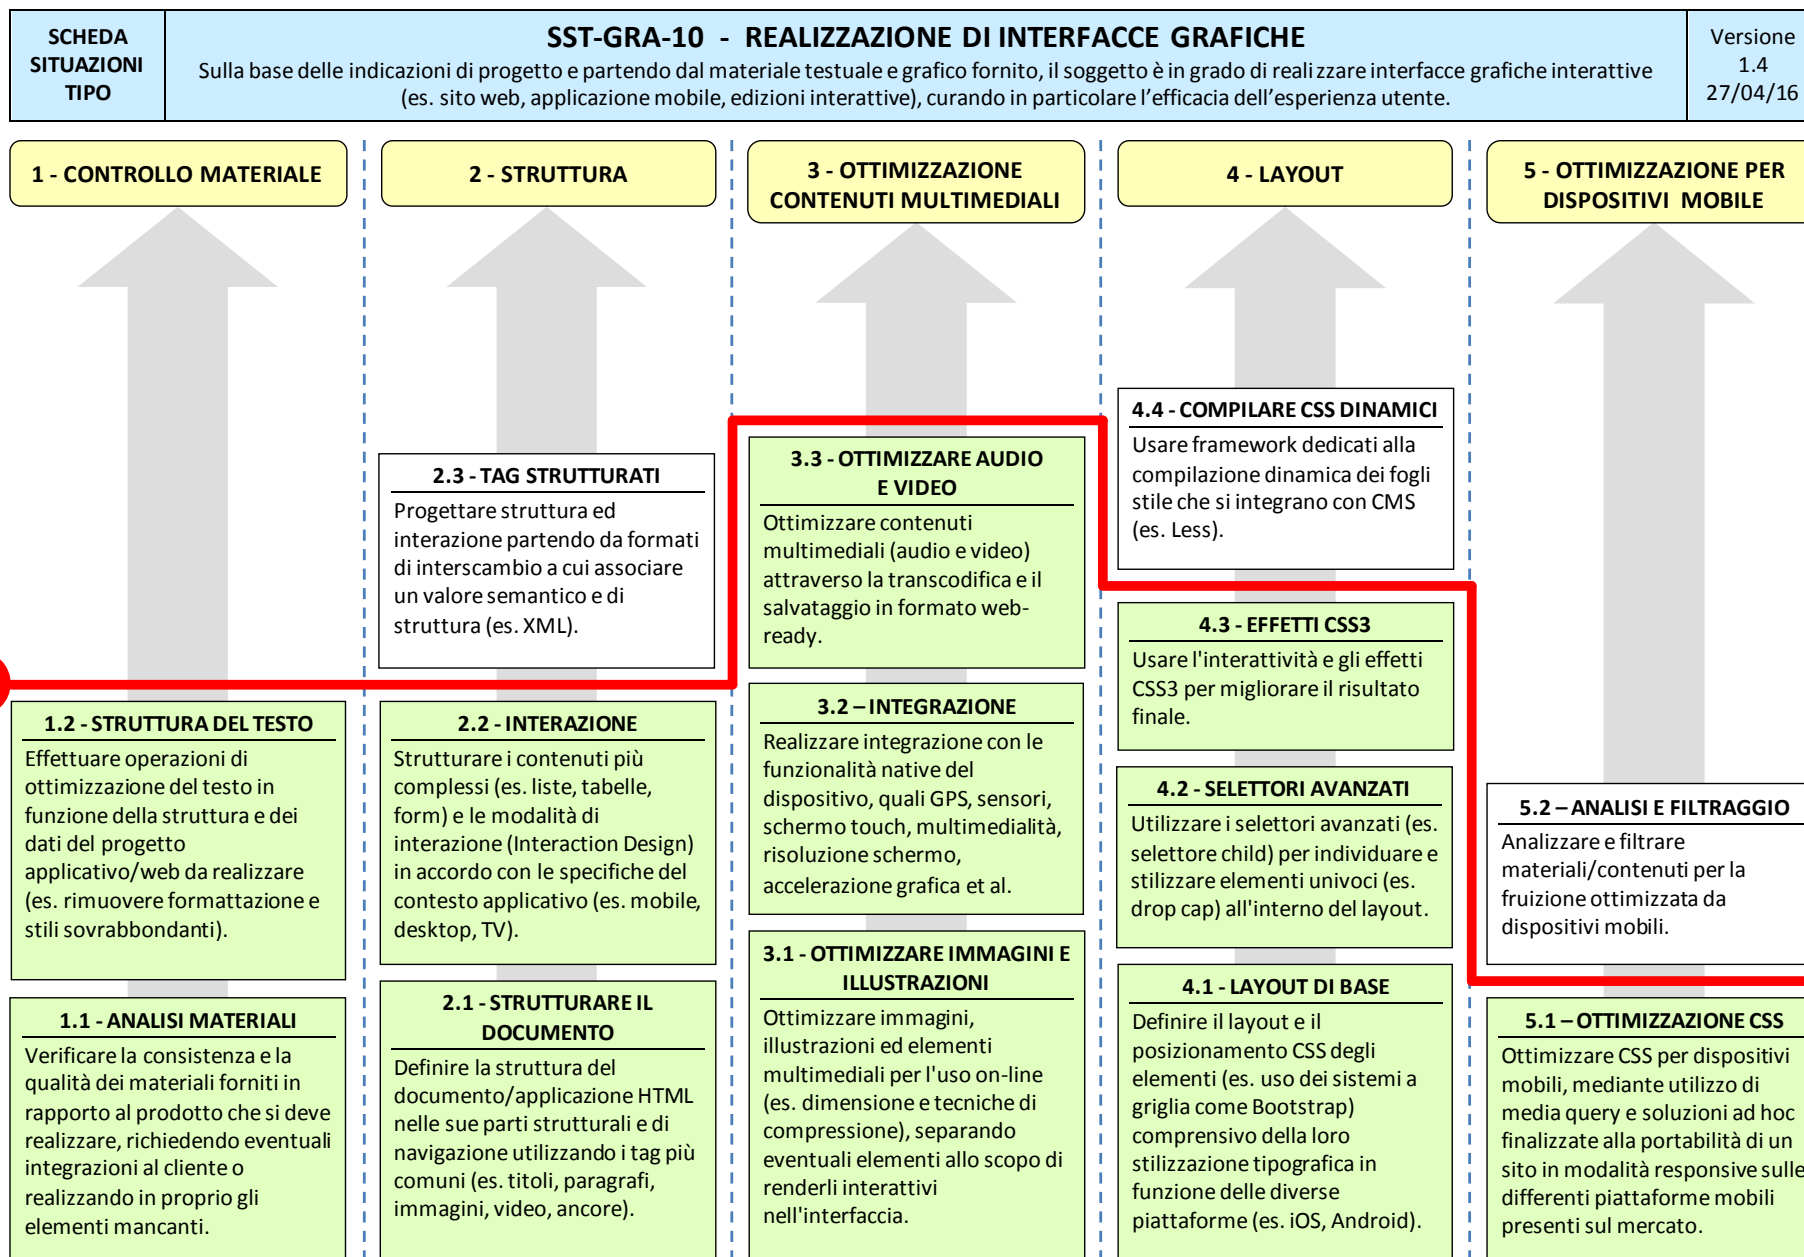 SCHEDA
SITUAZIONI
TIPO
SST-GRA-10 - REALIZZAZIONE DI INTERFACCE GRAFICHE
Sulla base delle indicazioni di progetto e partendo dal materiale testuale e grafico fornito, il soggetto è in grado di realizzare interfacce grafiche interattive
(es. sito web, applicazione mobile, edizioni interattive), curando in particolare l'efficacia dell'esperienza utente.
Versione
1.4
27/04/16
1 - CONTROLLO MATERIALE
1.2 - STRUTTURA DEL TESTO
Effettuare operazioni di
ottimizzazione del testo in
funzione della struttura e dei
dati del progetto
applicativo/web da realizzare
(es. rimuovere formattazione e
stili sovrabbondanti).
1.1 - ANALISI MATERIALI
Verificare la consistenza e la
qualità dei materiali forniti in
rapporto al prodotto che si deve
realizzare, richiedendo eventuali
integrazioni al cliente o
realizzando in proprio gli
elementi mancanti.
2 - STRUTTURA
2.3 - TAG STRUTTURATI
Progettare struttura ed
interazione partendo da formati
di interscambio a cui associare
un valore semantico e di
struttura (es. XML).
2.2 - INTERAZIONE
Strutturare i contenuti più
complessi (es. liste, tabelle,
form) e le modalità di
interazione (Interaction Design)
in accordo con le specifiche del
contesto applicativo (es. mobile,
desktop, TV).
2.1 - STRUTTURARE IL
DOCUMENTO
Definire la struttura del
documento/applicazione HTML
nelle sue parti strutturali e di
navigazione utilizzando i tag più
comuni (es. titoli, paragrafi,
immagini, video, ancore).
3 - OTTIMIZZAZIONE
CONTENUTI MULTIMEDIALI
3.3 - OTTIMIZZARE AUDIO
E VIDEO
Ottimizzare contenuti
multimediali (audio e video)
attraverso la transcodifica e il
salvataggio in formato web-
ready.
3.2 – INTEGRAZIONE
Realizzare integrazione con le
funzionalità native del
dispositivo, quali GPS, sensori,
schermo touch, multimedialità,
risoluzione schermo,
accelerazione grafica et al.
3.1 - OTTIMIZZARE IMMAGINI E
ILLUSTRAZIONI
Ottimizzare immagini,
illustrazioni ed elementi
multimediali per l'uso on-line
(es. dimensione e tecniche di
compressione), separando
eventuali elementi allo scopo di
renderli interattivi
nell'interfaccia.
4 - LAYOUT
4.4 - COMPILARE CSS DINAMICI
Usare framework dedicati alla
compilazione dinamica dei fogli
stile che si integrano con CMS
(es. Less).
4.3 - EFFETTI CSS3
Usare l'interattività e gli effetti
CSS3 per migliorare il risultato
finale.
4.2 - SELETTORI AVANZATI
Utilizzare i selettori avanzati (es.
selettore child) per individuare e
stilizzare elementi univoci (es.
drop cap) all'interno del layout.
4.1 - LAYOUT DI BASE
Definire il layout e il
posizionamento CSS degli
elementi (es. uso dei sistemi a
griglia come Bootstrap)
comprensivo della loro
stilizzazione tipografica in
funzione delle diverse
piattaforme (es. iOS, Android).
5 - OTTIMIZZAZIONE PER
DISPOSITIVI MOBILE
5.2 – ANALISI E FILTRAGGIO
Analizzare e filtrare
materiali/contenuti per la
fruizione ottimizzata da
dispositivi mobili.
5.1 – OTTIMIZZAZIONE CSS
Ottimizzare CSS per dispositivi
mobili, mediante utilizzo di
media query e soluzioni ad hoc
finalizzate alla portabilità di un
sito in modalità responsive sulle
differenti piattaforme mobili
presenti sul mercato.